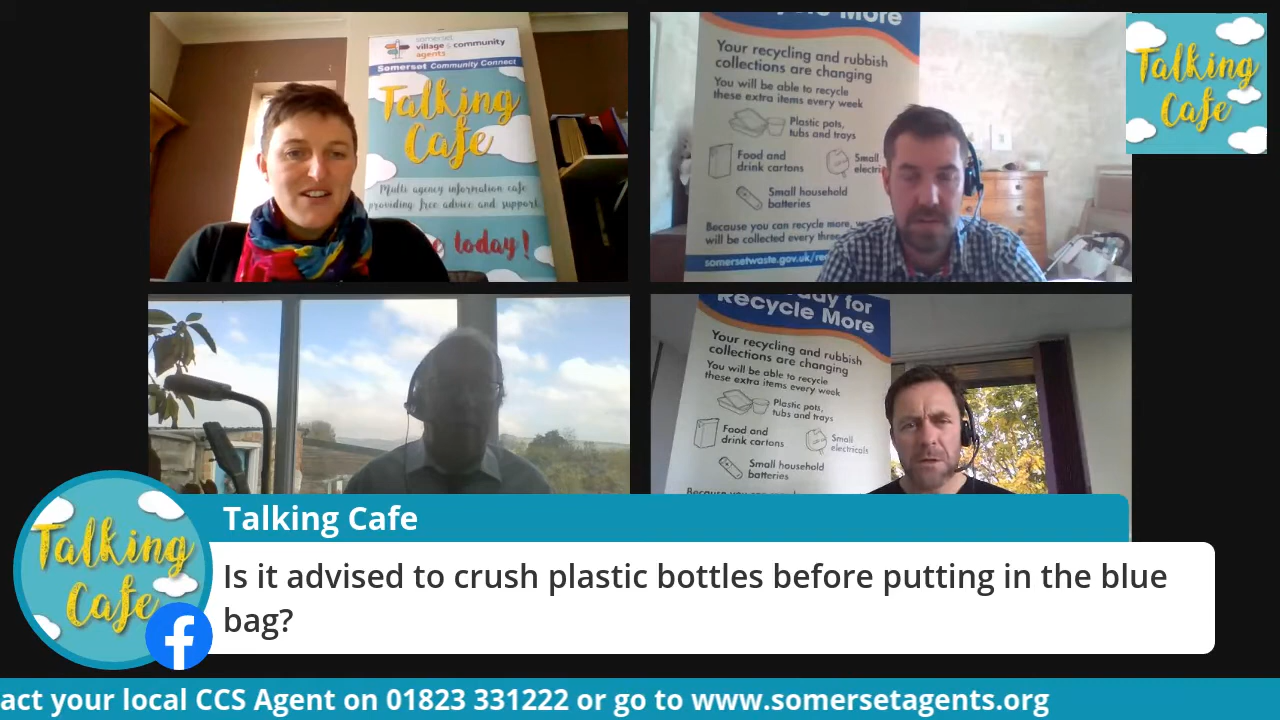 somerset
village & community
agents
Somerset Community Connect
Talking
Cafe
Multi agency information cafe
providing free advice and support
today!
More
Your recycling and rubbish
collections are changing
You will be able to recycle
these extra items every week
Plastic pots,
tubs and trays
Food and
drink cartons
Small
Small household
batteries
Because you can recycle more,
will be collected every three
somersetwaste.gov.uk/rec
Talking
Cafe
for
Recycle More
Your recycling and rubbish
collections are changing
You will be able to recycle
these extra items every week
Plastic pots,
tubs and trays
Food and
drink cartons
Small
electricals
Small household
batteries
Talking
Cafe
Talking Cafe
Is it advised to crush plastic bottles before putting in the blue
bag?
act your local CCS Agent on 01823 331222 or go to www.somersetagents.org